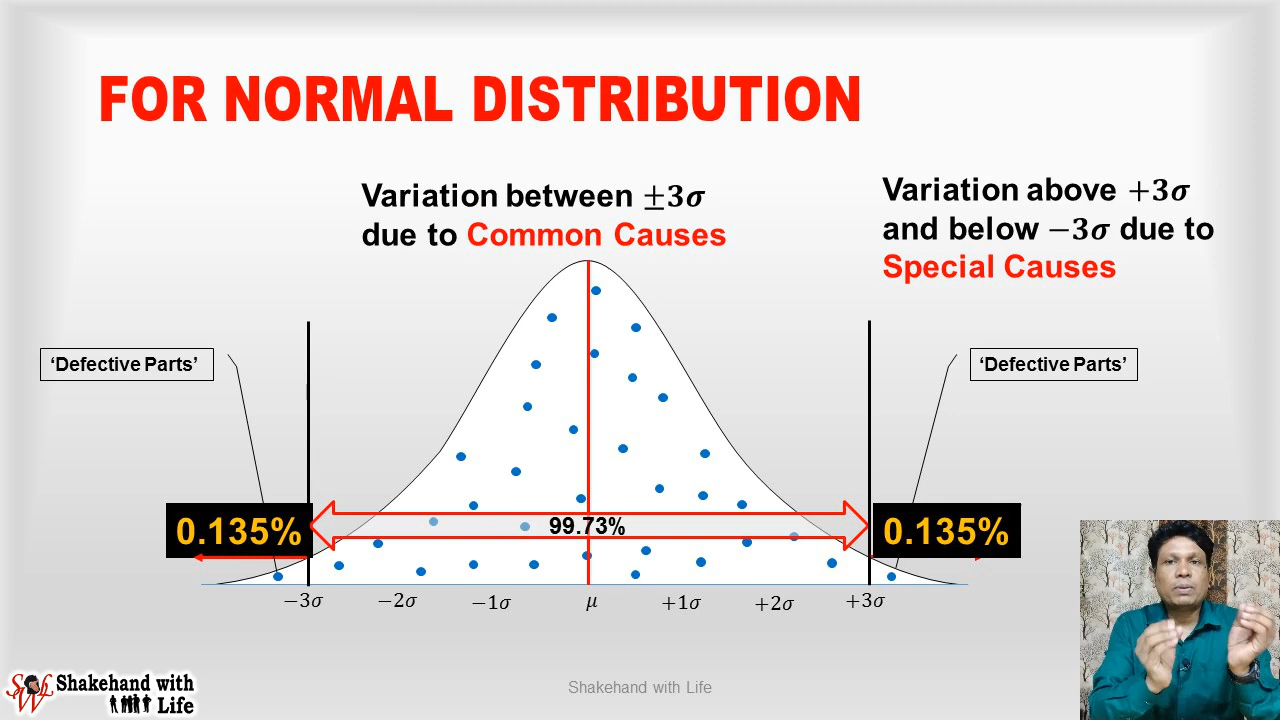 FOR NORMAL DISTRIBUTION
Variation between ±3σ
due to Common Causes
Variation above +3σ
and below −3σ due to
Special Causes
‘Defective Parts’
‘Defective Parts’
0.135%
99.73%
0.135%
−3σ
−2σ
−1σ
μ
+1σ
+2σ
+3σ
SWL
Shakehand with
Life
Shakehand with Life